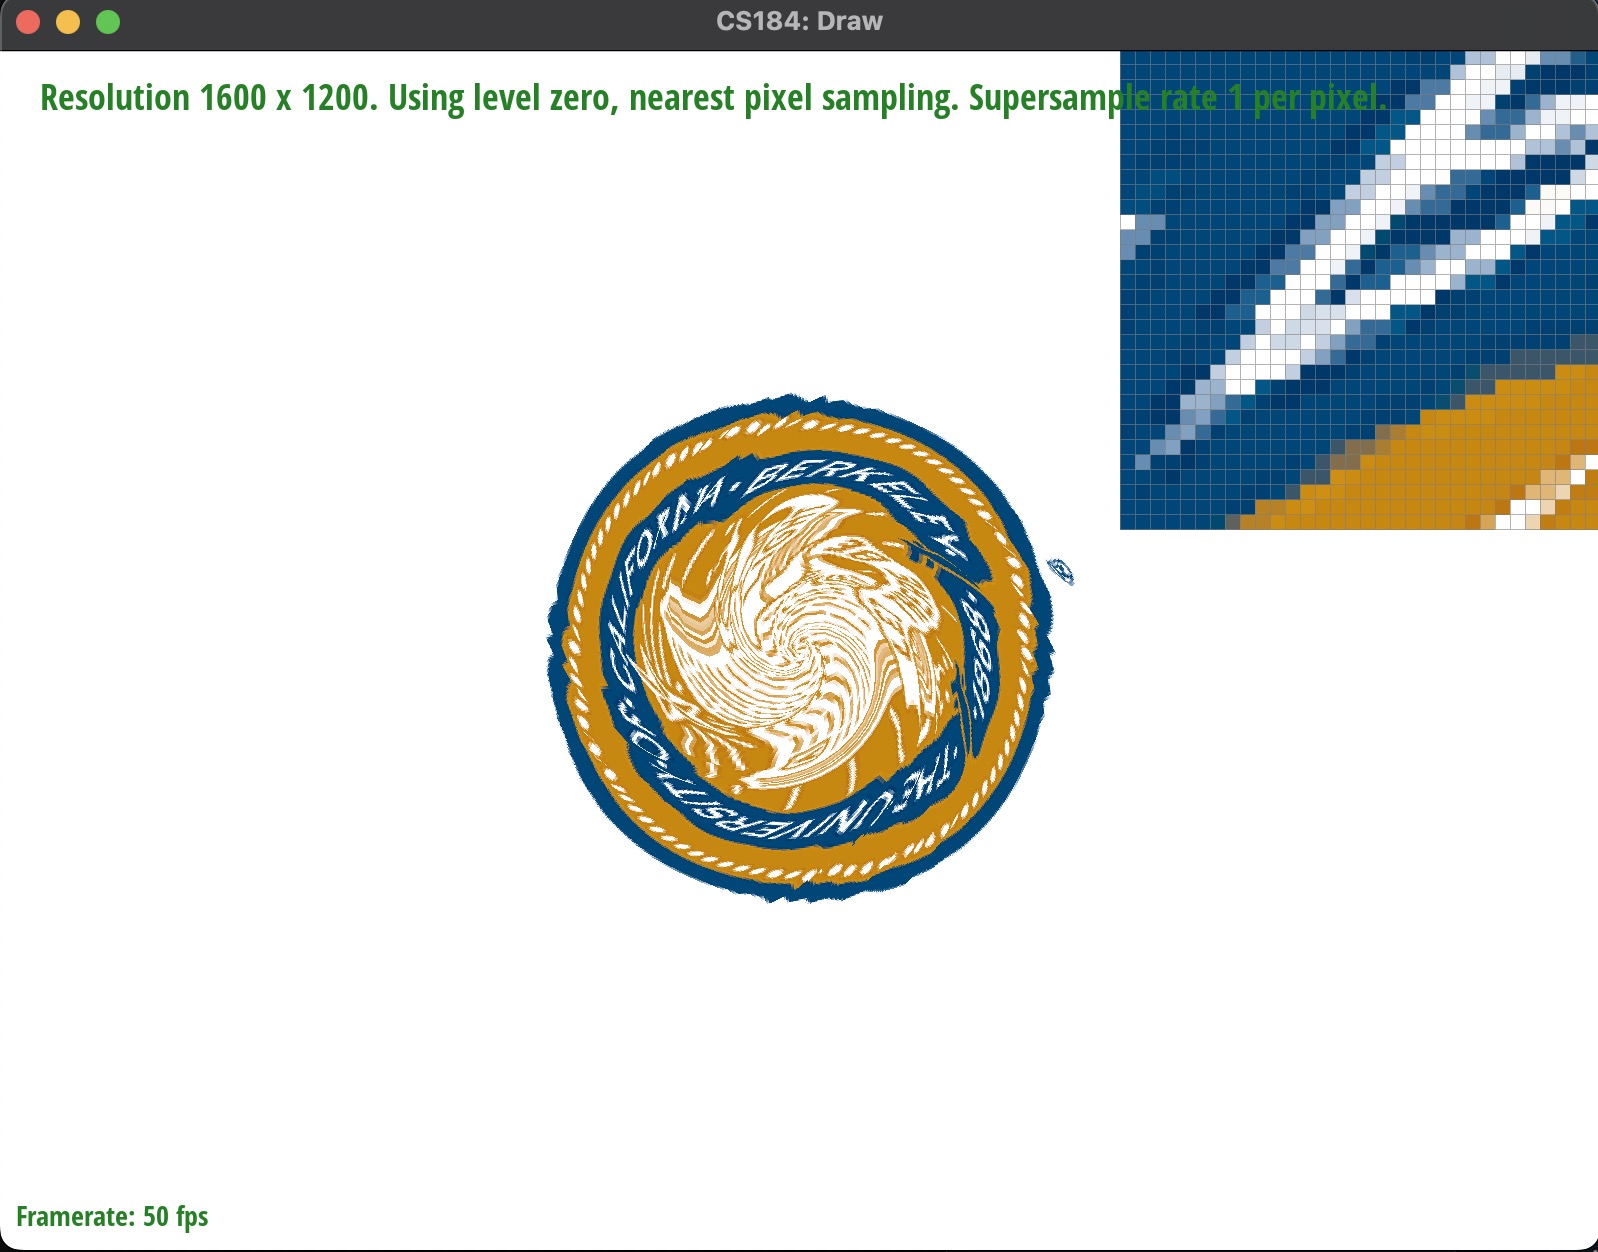 CS184: Draw
Resolution 1600 x 1200. Using level zero, nearest pixel sampling. Supersample rate 1 per pixel.
CALIFORNIA · BERKELEY
· 1868 ·
THE UNIVERSITY OF
Framerate: 50 fps